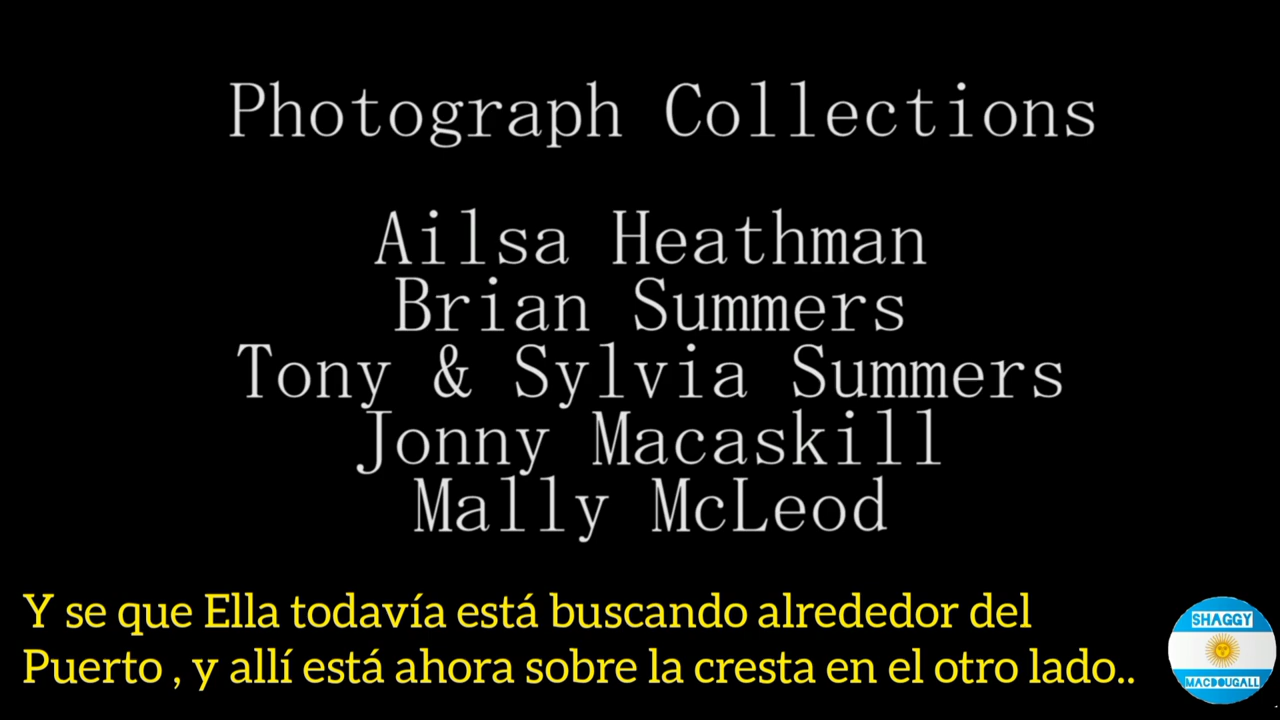 Photograph Collections
Ailsa Heathman
Brian Summers
Tony & Sylvia Summers
Jonny Macaskill
Mally McLeod
Y se que Ella todavía está buscando alrededor del
Puerto , y allí está ahora sobre la cresta en el otro lado..
SHAGGY
MACDOUGALL